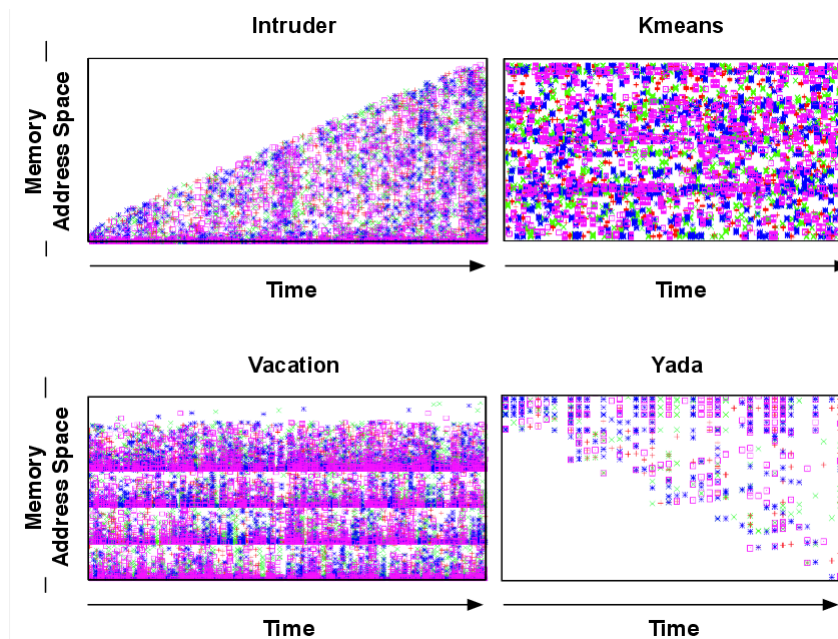 Intruder
Kmeans
Memory
Address Space
Time
Time
Vacation
Yada
Memory
Address Space
Time
Time